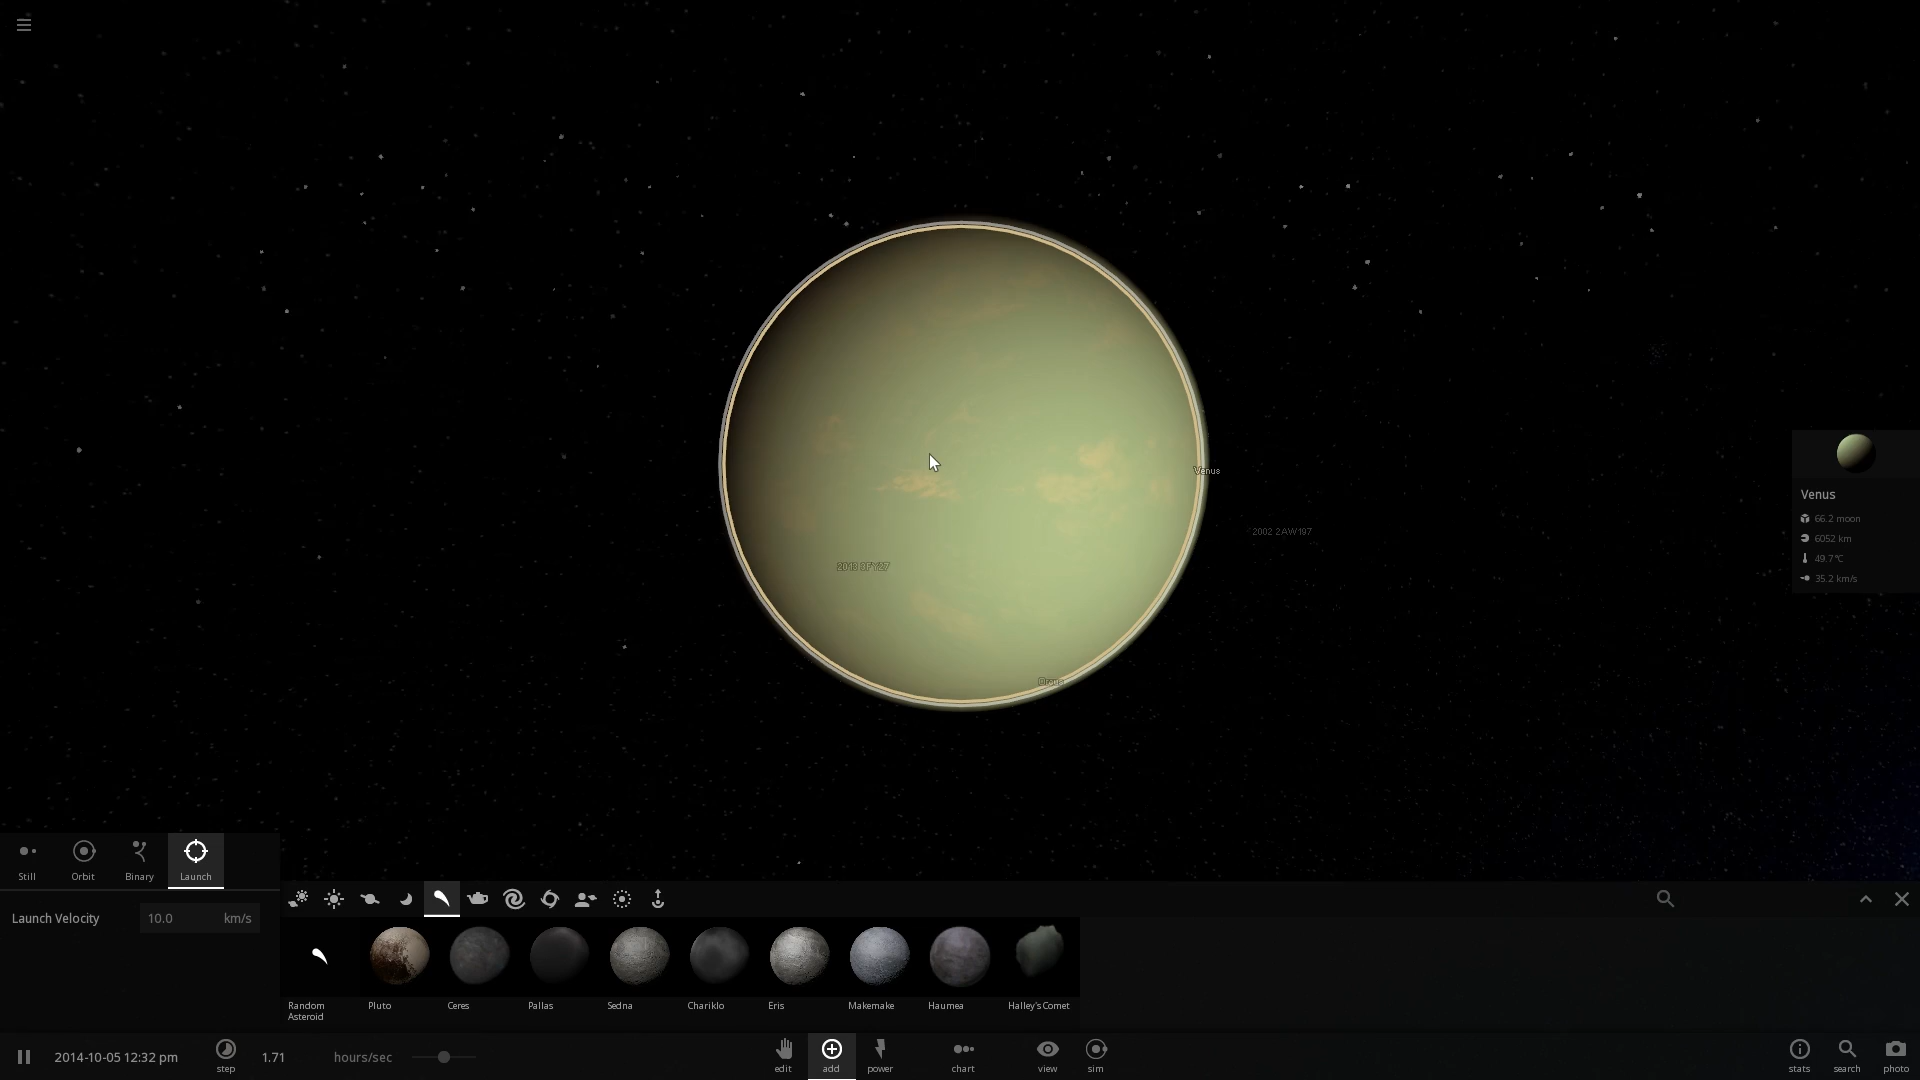 Venus
2002 2AW197
Venus
66.2 moon
6052 km
49.7°C
35.2 km/s
Still
Orbit
Binary
Launch
Launch Velocity
10.0
km/s
Random
Asteroid
Pluto
Ceres
Pallas
Sedna
Chariklo
Eris
Makemake
Haumea
Halley's Comet
2014-10-05 12:32 pm
step
1.71
hours/sec
edit
add
power
chart
view
sim
stats
search
photo